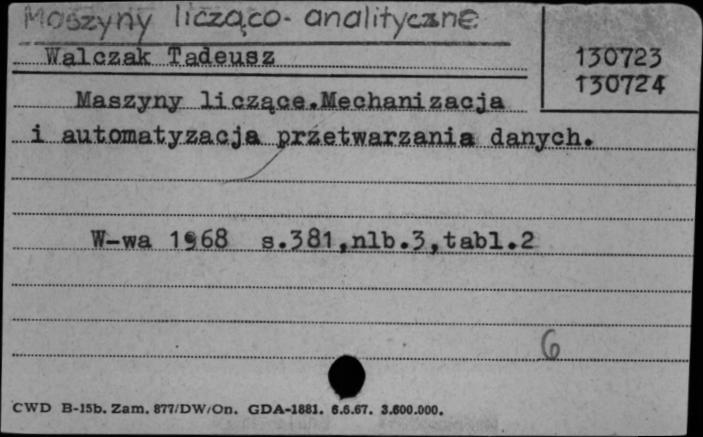 Maszyny licząco-analityczne
Walczak Tadeusz
130723
130724
Maszyny liczące.Mechanizacja
i automatyzacja przetwarzania danych.
W-wa 1968 s.381,nlb.3,tabl.2
6
CWD B-15b. Zam. 877/DW/On. GDA-1881. 6.6.67. 3.600.000.